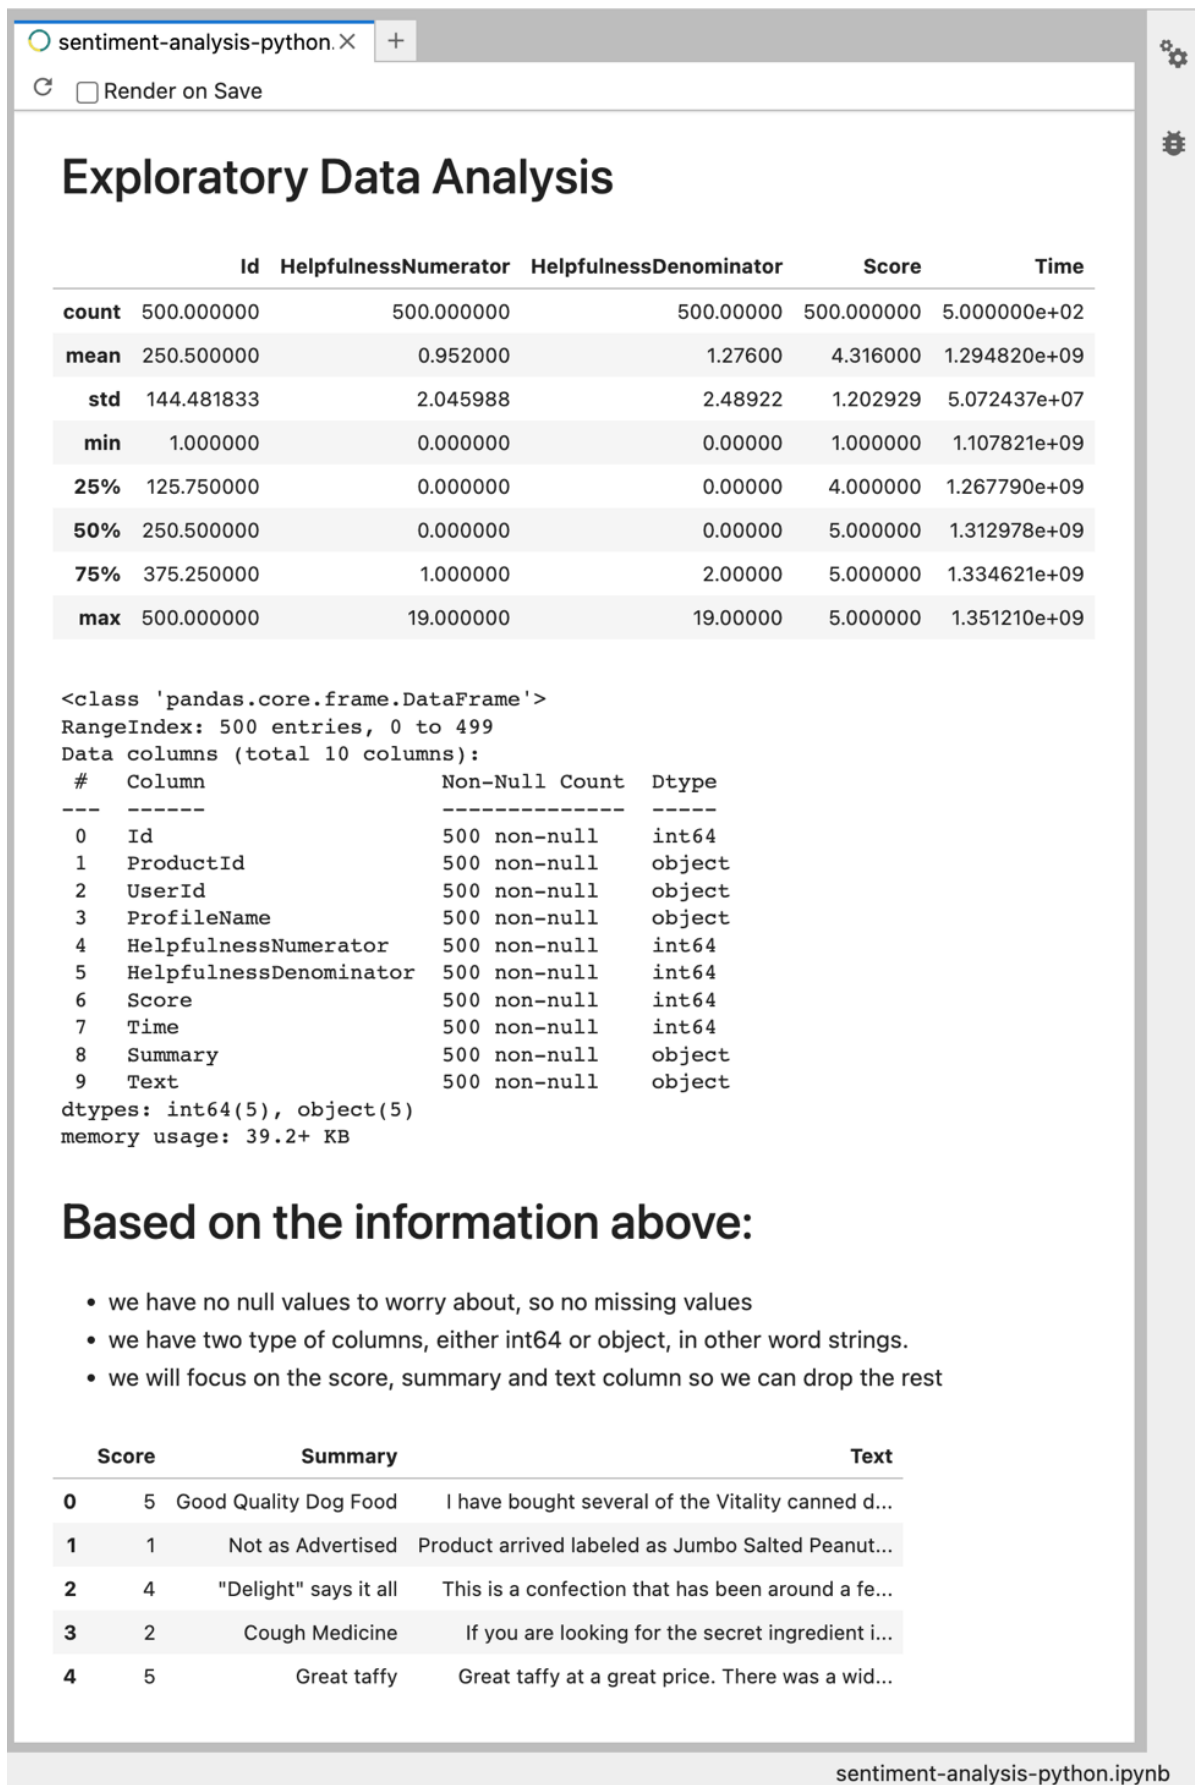 sentiment-analysis-python.
Render on Save
Exploratory Data Analysis
Id HelpfulnessNumerator HelpfulnessDenominator Score Time
count 500.000000 500.000000 500.00000 500.000000 5.000000e+02
mean 250.500000 0.952000 1.27600 4.316000 1.294820e+09
std 144.481833 2.045988 2.48922 1.202929 5.072437e+07
min 1.000000 0.000000 0.00000 1.000000 1.107821e+09
25% 125.750000 0.000000 0.00000 4.000000 1.267790e+09
50% 250.500000 0.000000 0.00000 5.000000 1.312978e+09
75% 375.250000 1.000000 2.00000 5.000000 1.334621e+09
max 500.000000 19.000000 19.00000 5.000000 1.351210e+09
<class 'pandas.core.frame.DataFrame'>
RangeIndex: 500 entries, 0 to 499
Data columns (total 10 columns):
# Column Non-Null Count Dtype
--- ------ -------------- -----
0 Id 500 non-null int64
1 ProductId 500 non-null object
2 UserId 500 non-null object
3 ProfileName 500 non-null object
4 HelpfulnessNumerator 500 non-null int64
5 HelpfulnessDenominator 500 non-null int64
6 Score 500 non-null int64
7 Time 500 non-null int64
8 Summary 500 non-null object
9 Text 500 non-null object
dtypes: int64(5), object(5)
memory usage: 39.2+ KB
Based on the information above:
• we have no null values to worry about, so no missing values
• we have two type of columns, either int64 or object, in other word strings.
• we will focus on the score, summary and text column so we can drop the rest
Score Summary Text
0 5 Good Quality Dog Food I have bought several of the Vitality canned d...
1 1 Not as Advertised Product arrived labeled as Jumbo Salted Peanut...
2 4 "Delight" says it all This is a confection that has been around a fe...
3 2 Cough Medicine If you are looking for the secret ingredient i...
4 5 Great taffy Great taffy at a great price. There was a wid...
sentiment-analysis-python.ipynb